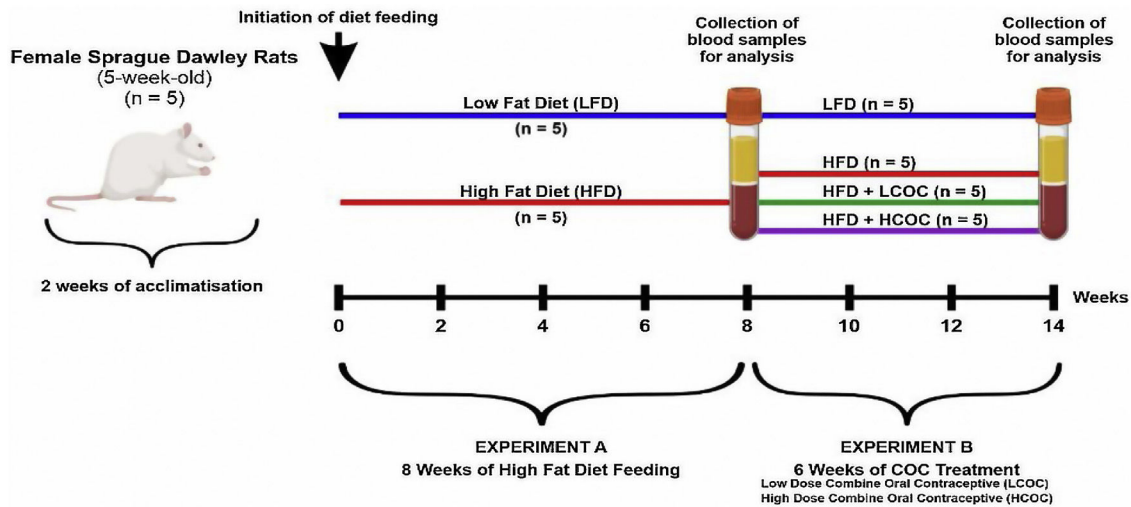 Initiation of diet feeding
Female Sprague Dawley Rats
(5-week-old)
(n = 5)
2 weeks of acclimatisation
Collection of
blood samples
for analysis
Collection of
blood samples
for analysis
Low Fat Diet (LFD)
(n = 5)
LFD (n = 5)
High Fat Diet (HFD)
(n = 5)
HFD (n = 5)
HFD + LCOC (n = 5)
HFD + HCOC (n = 5)
Weeks
0 2 4 6 8 10 12 14
EXPERIMENT A
8 Weeks of High Fat Diet Feeding
EXPERIMENT B
6 Weeks of COC Treatment
Low Dose Combine Oral Contraceptive (LCOC)
High Dose Combine Oral Contraceptive (HCOC)